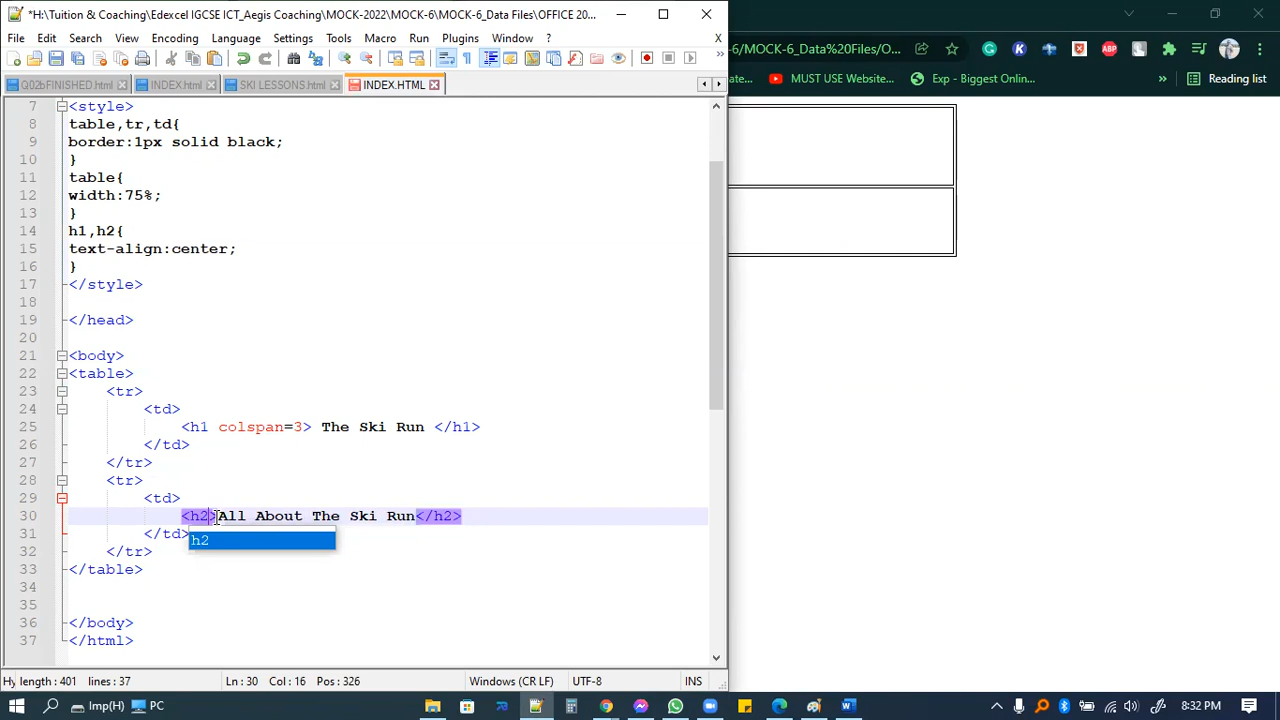 *H:\Tuition & Coaching\Edexcel IGCSE ICT_Aegis Coaching\MOCK-2022\MOCK-6\MOCK-6_Data Files\OFFICE 20...
File Edit Search View Encoding Language Settings Tools Macro Run Plugins Window ? X
Q02bFINISHED.html INDEX.html SKI LESSONS.html INDEX.HTML
-6/MOCK-6_Data%20Files/O...
ABP
ate... MUST USE Website... Exp - Biggest Onlin... » Reading list
7 <style>
8 table,tr,td{
9 border:1px solid black;
10 }
11 table{
12 width:75%;
13 }
14 h1,h2{
15 text-align:center;
16 }
17 </style>
18
19 </head>
20
21 <body>
22 <table>
23 <tr>
24 <td>
25 <h1 colspan=3> The Ski Run </h1>
26 </td>
27 </tr>
28 <tr>
29 <td>
30 <h2>All About The Ski Run</h2>
31 </td>
h2
32 </tr>
33 </table>
34
35
36 </body>
37 </html>
Hy length : 401 lines : 37 Ln : 30 Col : 16 Pos : 326 Windows (CR LF) UTF-8 INS
Imp(H) PC 8:32 PM